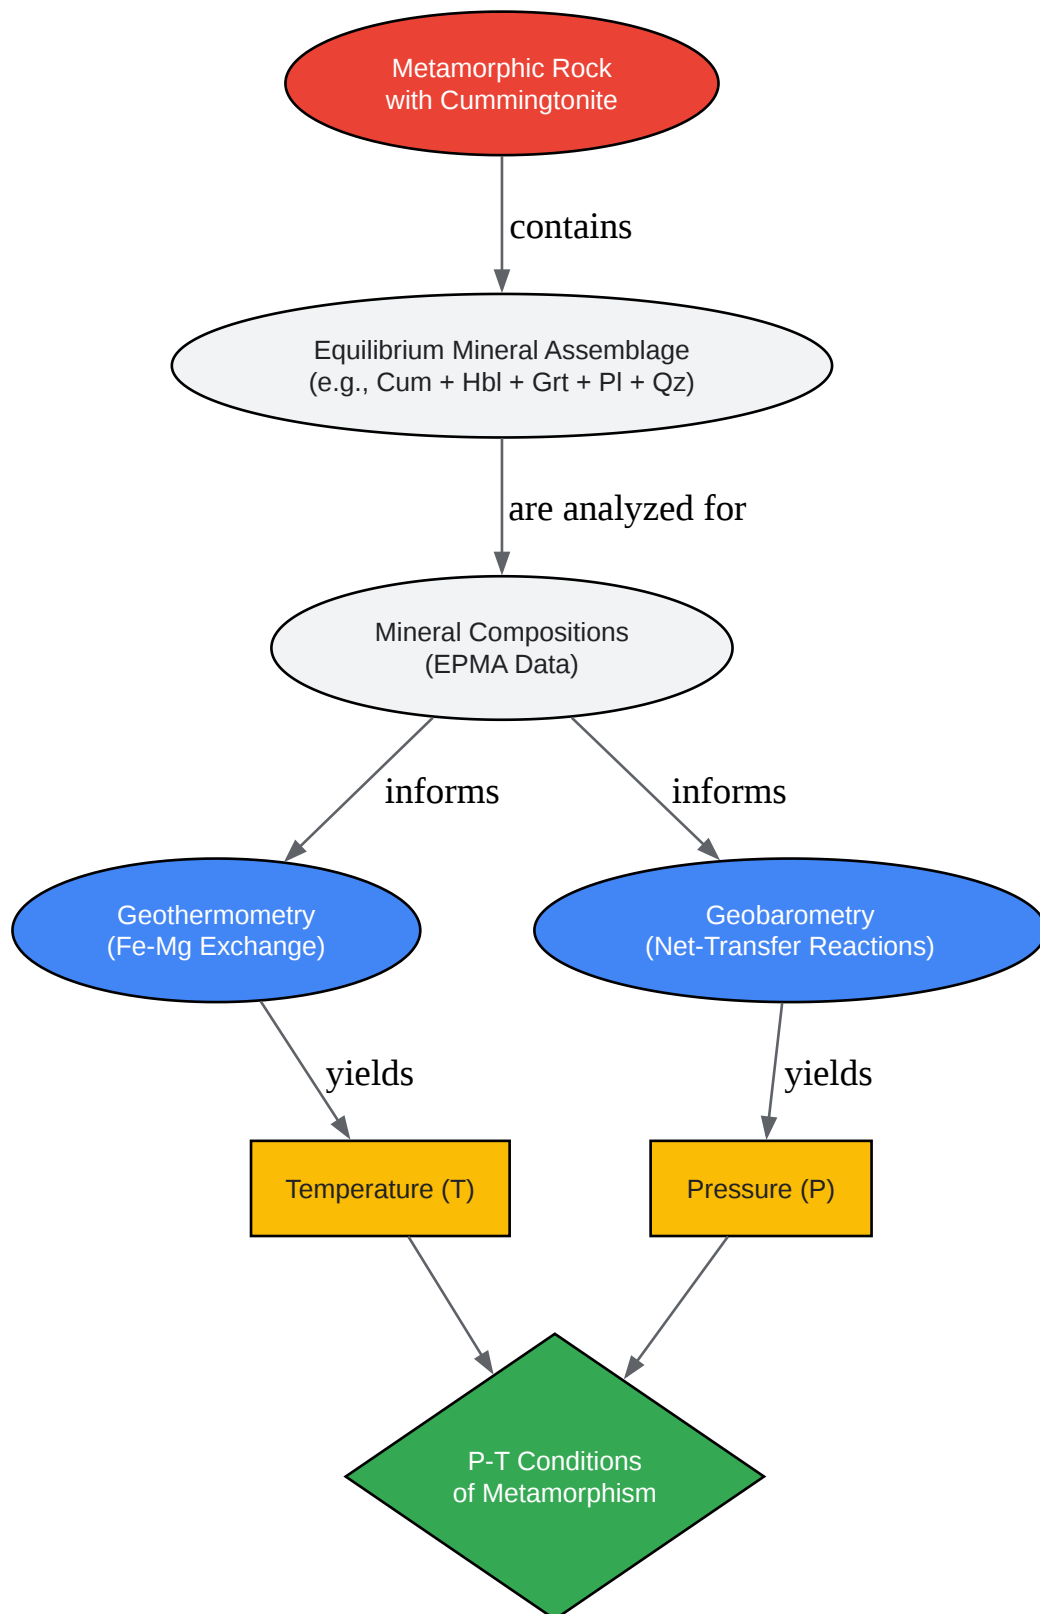 Metamorphic Rock
with Cummingtonite
contains
Equilibrium Mineral Assemblage
(e.g., Cum + Hbl + Grt + Pl + Qz)
are analyzed for
Mineral Compositions
(EPMA Data)
informs
informs
Geothermometry
(Fe-Mg Exchange)
Geobarometry
(Net-Transfer Reactions)
yields
yields
Temperature (T)
Pressure (P)
P-T Conditions
of Metamorphism